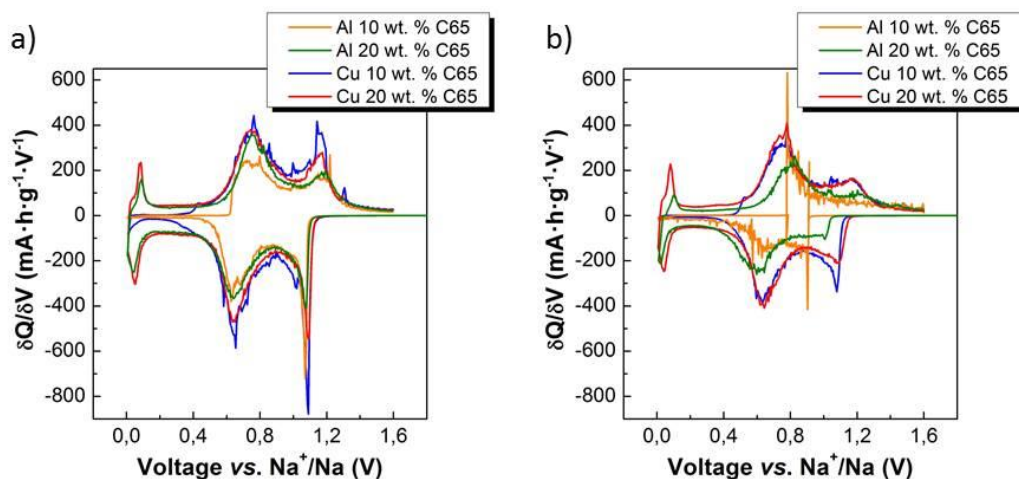 a)
Al 10 wt. % C65
Al 20 wt. % C65
Cu 10 wt. % C65
Cu 20 wt. % C65
600
400
200
0
-200
-400
-600
-800
δQ/δV (mA·h·g⁻¹·V⁻¹)
0,0 0,4 0,8 1,2 1,6
Voltage vs. Na⁺/Na (V)
b)
Al 10 wt. % C65
Al 20 wt. % C65
Cu 10 wt. % C65
Cu 20 wt. % C65
600
400
200
0
-200
-400
-600
-800
δQ/δV (mA·h·g⁻¹·V⁻¹)
0,0 0,4 0,8 1,2 1,6
Voltage vs. Na⁺/Na (V)